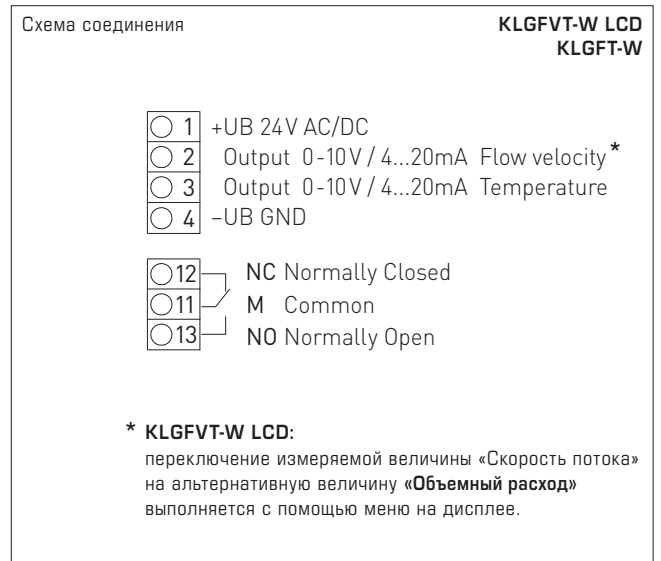 Схема соединения
KLGFVT-W LCD
KLGFT-W
1 +UB 24V AC/DC
2 Output 0-10V / 4...20mA Flow velocity*
3 Output 0-10V / 4...20mA Temperature
4 –UB GND
12 NC Normally Closed
11 M Common
13 NO Normally Open
* KLGFVT-W LCD:
переключение измеряемой величины «Скорость потока»
на альтернативную величину «Объемный расход»
выполняется с помощью меню на дисплее.